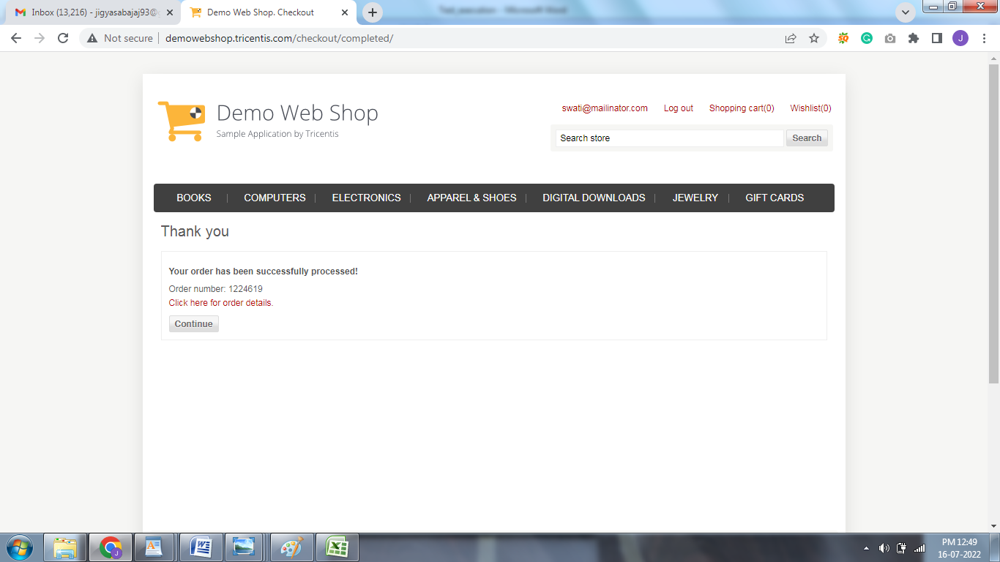 Inbox (13,216) - jigyasabajaj93@
Demo Web Shop. Checkout
Test_execution - Microsoft Word
Not secure
demowebshop.tricentis.com/checkout/completed/
J
Demo Web Shop
Sample Application by Tricentis
swati@mailinator.com Log out Shopping cart(0) Wishlist(0)
Search store Search
BOOKS COMPUTERS ELECTRONICS APPAREL & SHOES DIGITAL DOWNLOADS JEWELRY GIFT CARDS
Thank you
Your order has been successfully processed!
Order number: 1224619
Click here for order details.
Continue
PM 12:49
16-07-2022